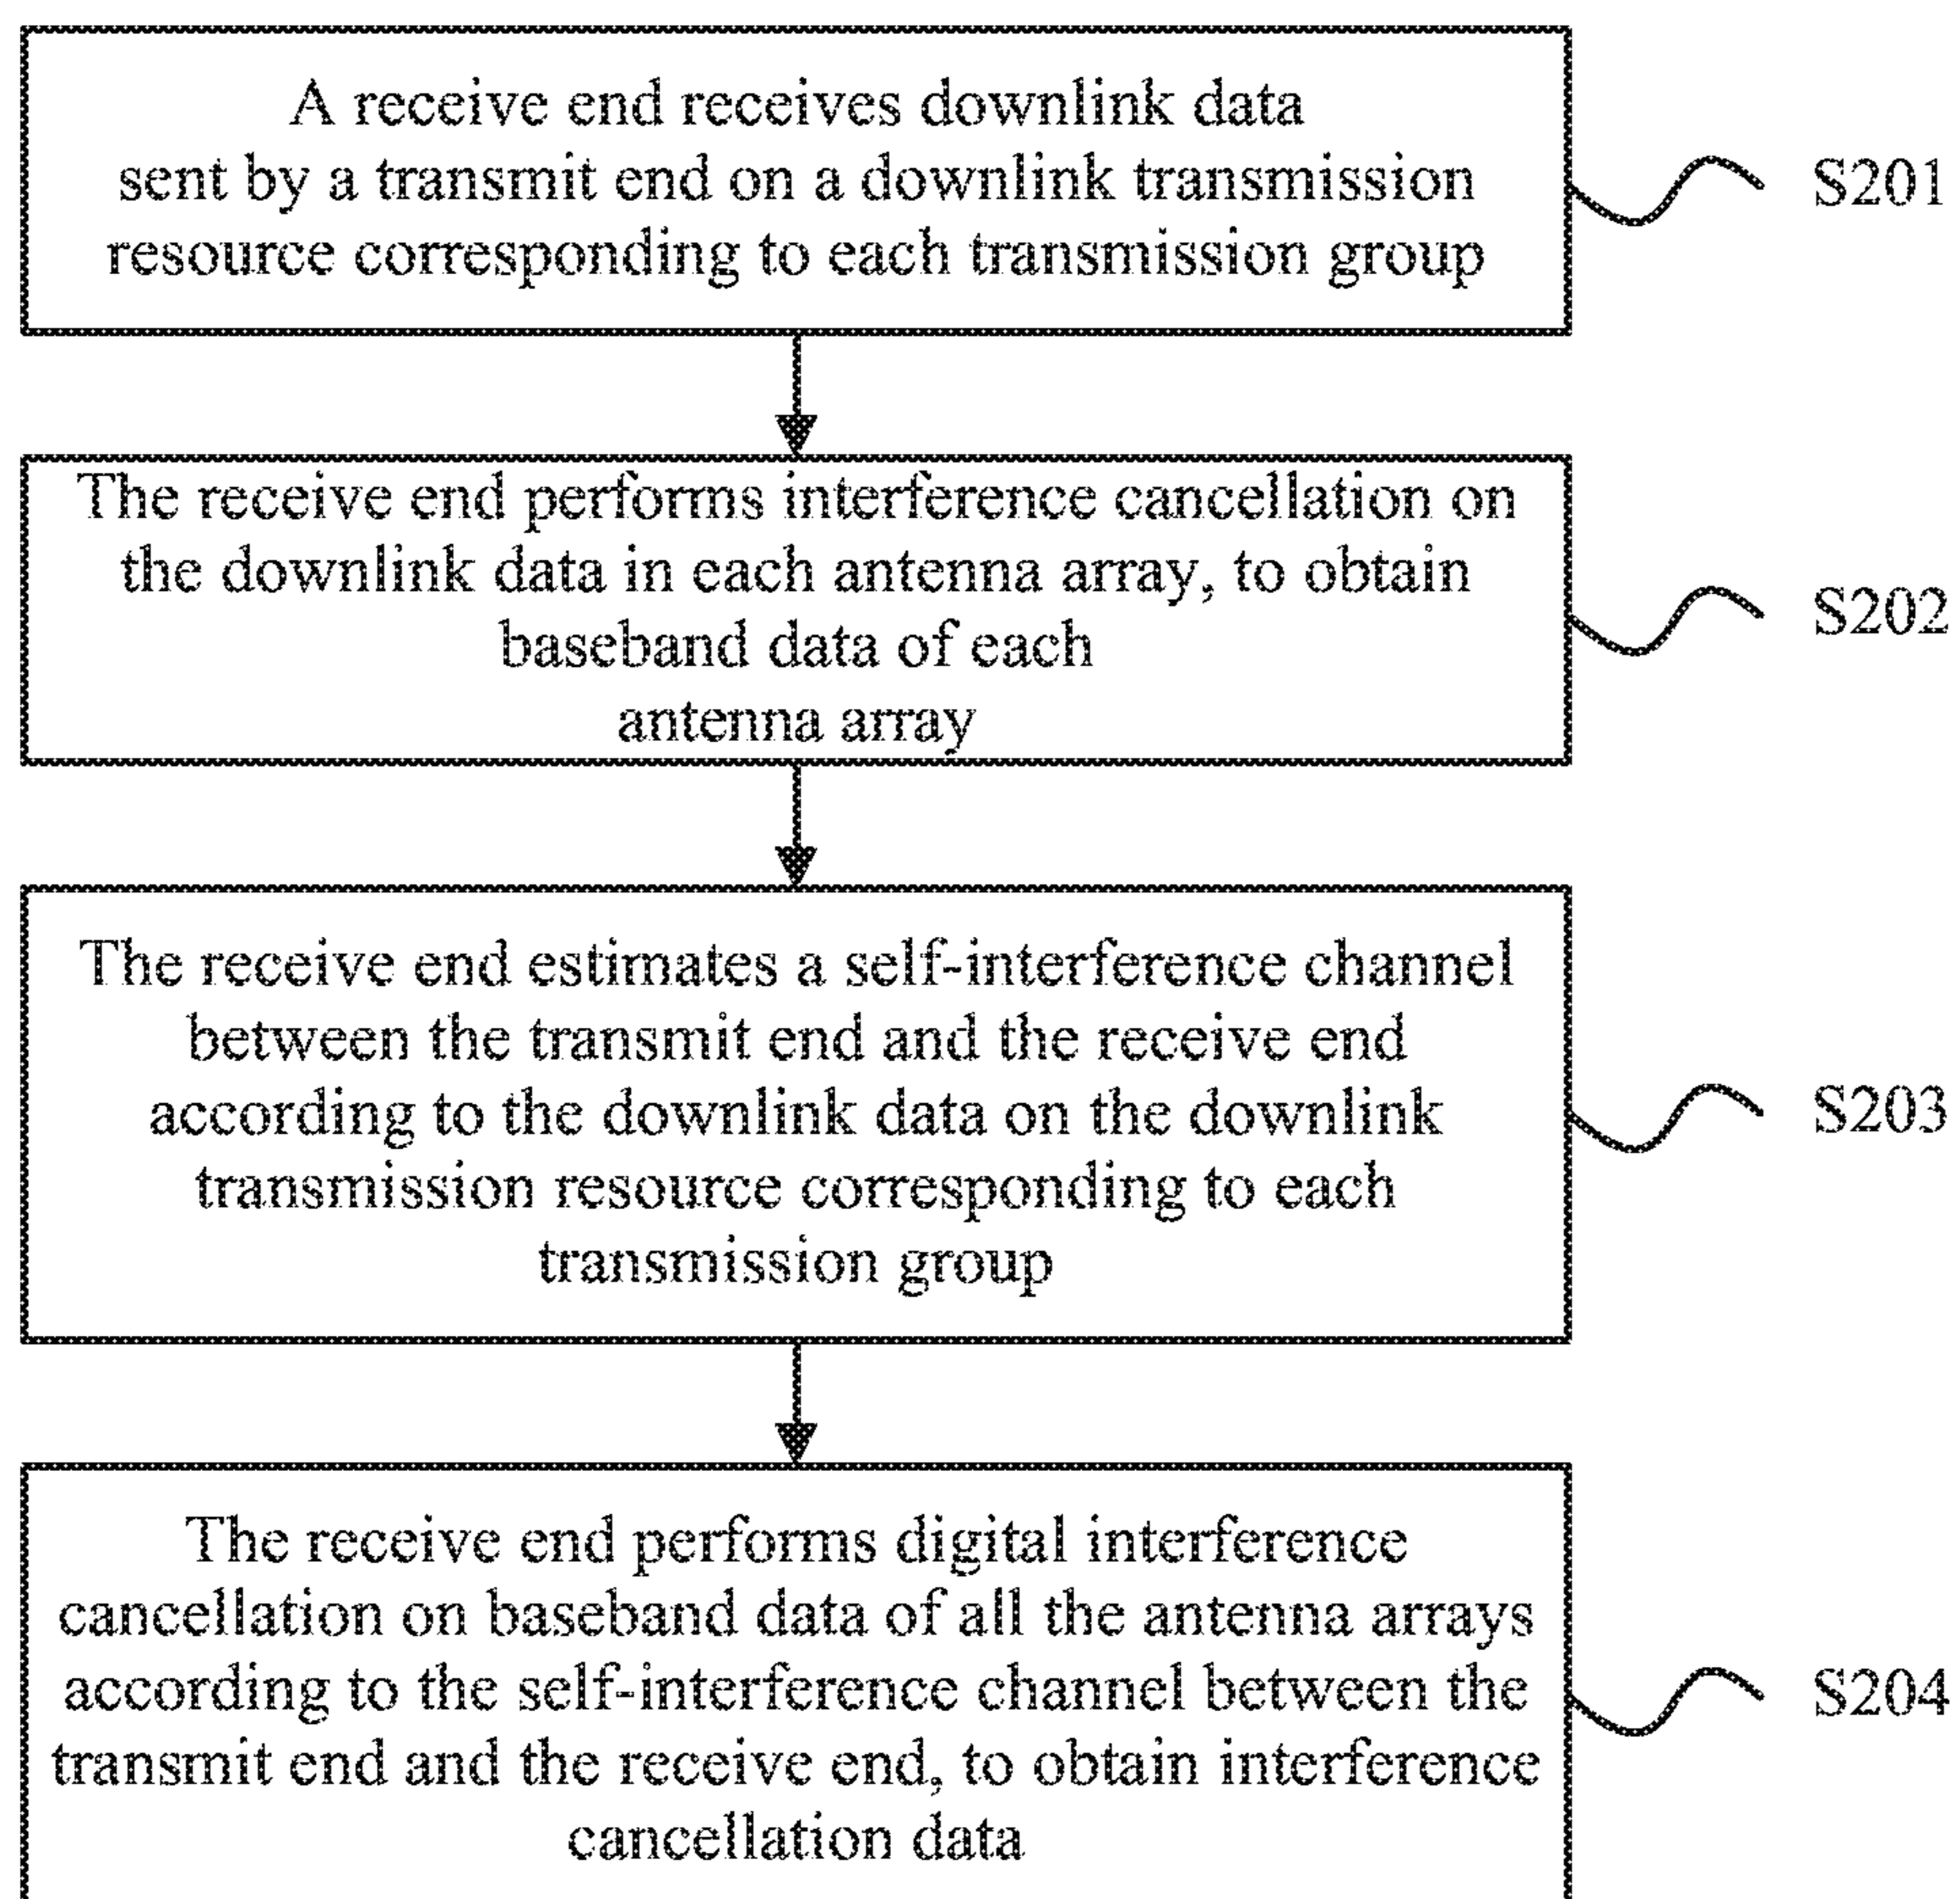 A receive end receives downlink data
sent by a transmit end on a downlink transmission
resource corresponding to each transmission group
S201
The receive end performs interference cancellation on
the downlink data in each antenna array, to obtain
baseband data of each
antenna array
S202
The receive end estimates a self-interference channel
between the transmit end and the receive end
according to the downlink data on the downlink
transmission resource corresponding to each
transmission group
S203
The receive end performs digital interference
cancellation on baseband data of all the antenna arrays
according to the self-interference channel between the
transmit end and the receive end, to obtain interference
cancellation data
S204